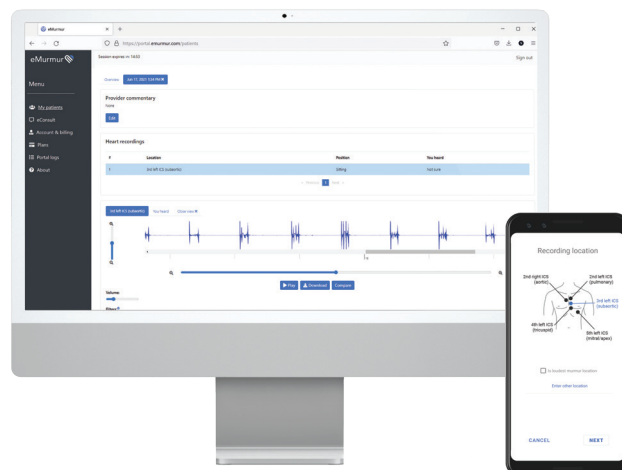 eMurmur
https://portal.emurmur.com/patients
eMurmur
Session expires in: 14:50
Sign out
Overview
Jun 17, 2021 1:24 PM
Menu
My patients
eConsult
Account & billing
Plans
Portal logs
About
Provider commentary
None
Edit
Heart recordings
# Location Position You heard
1 3rd left ICS (subaortic) Sitting Not sure
< Previous 1 Next >
3rd left ICS (subaortic) You heard Close view
Play Download Compare
Volume
Filters
Recording location
2nd right ICS
(aortic)
2nd left ICS
(pulmonary)
3rd left ICS
(subaortic)
4th left ICS
(tricuspid)
5th left ICS
(mitral/apex)
Is loudest murmur location
Enter other location
CANCEL NEXT